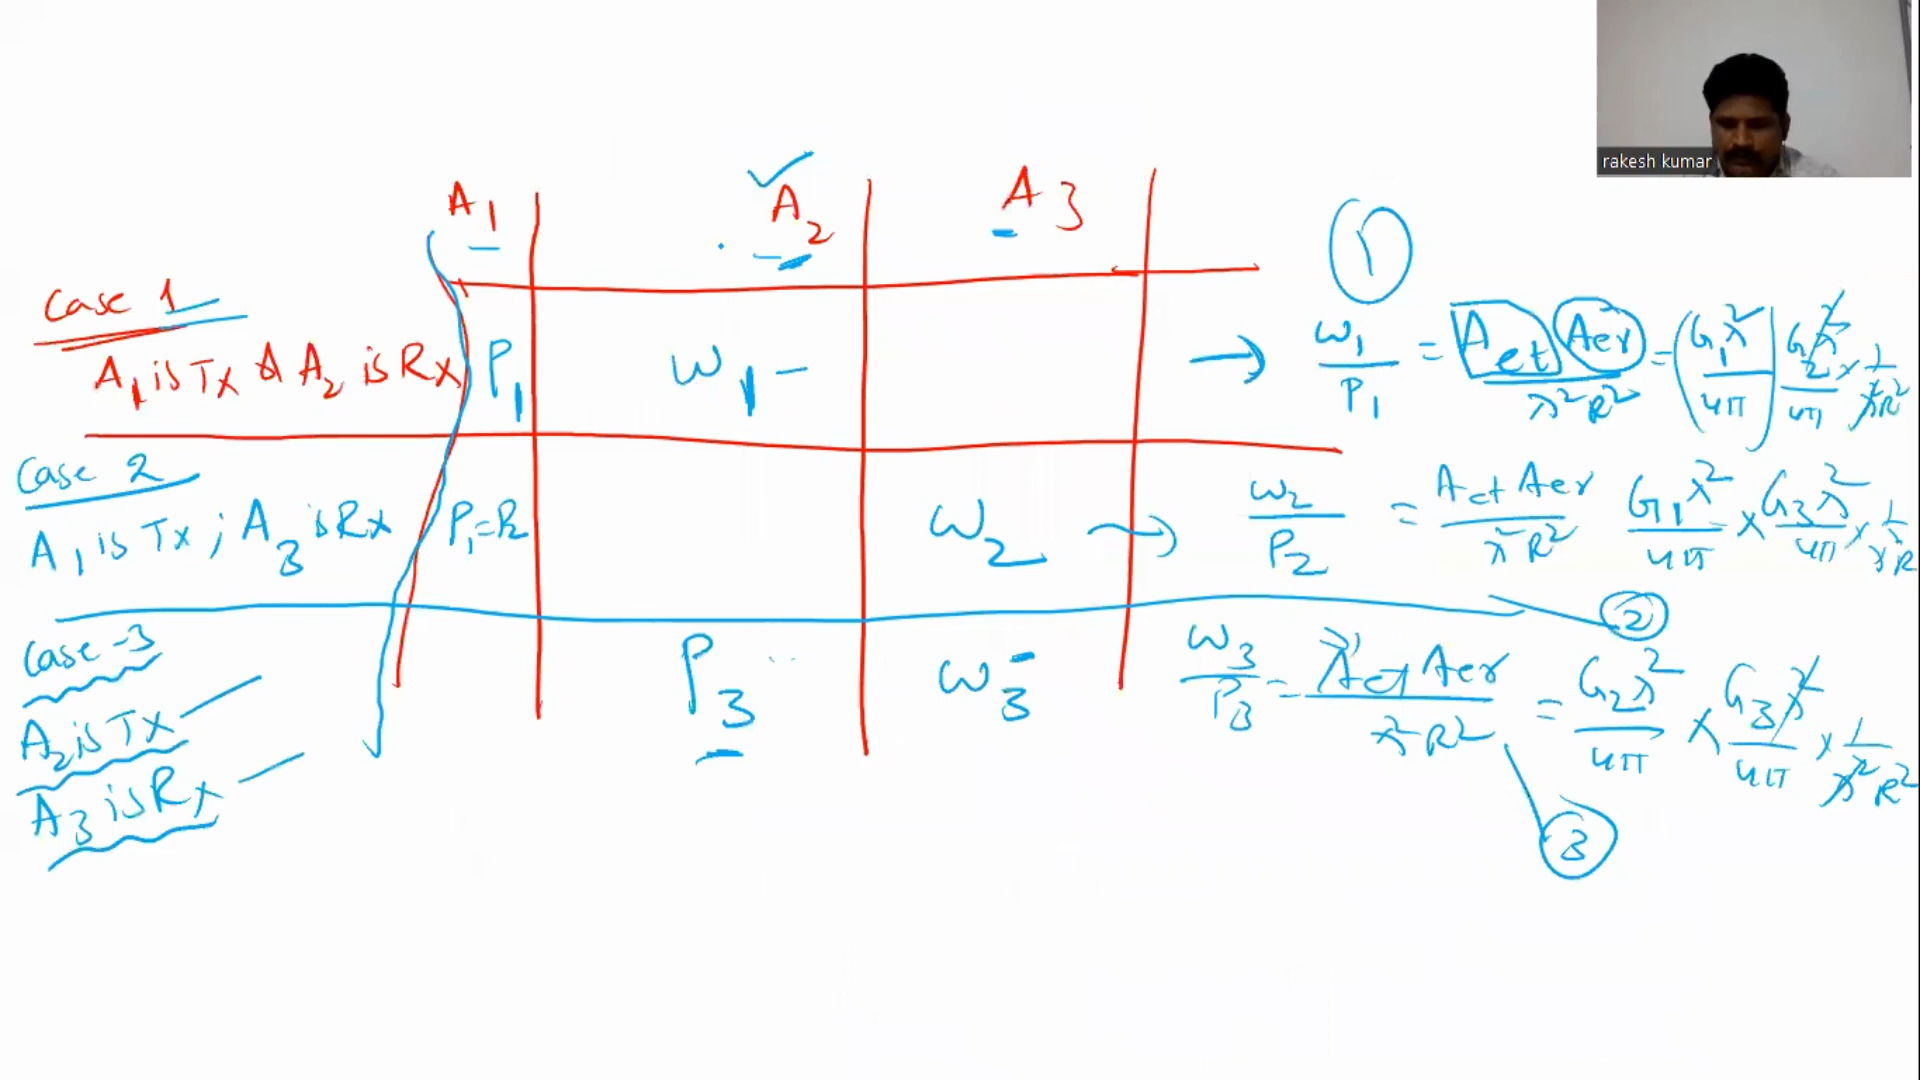 rakesh kumar
A1 A2 A3
1
Case 1
A1 is Tx & A2 is Rx P1 W1 → W1/P1 = Aet Aer/λ²R² = (G1λ²/4π) G2λ²/4π × 1/λ²R²
Case 2
A1 is Tx ; A3 is Rx P1=P2 W2 → W2/P2 = Aet Aer/λ²R² G1λ²/4π × G3λ²/4π × 1/λ²R
2
Case -3
A2 is Tx
A3 is Rx P3 W3 W3/P3 = Aet Aer/λ²R² = G2λ²/4π × G3λ²/4π × 1/λ²R²
3